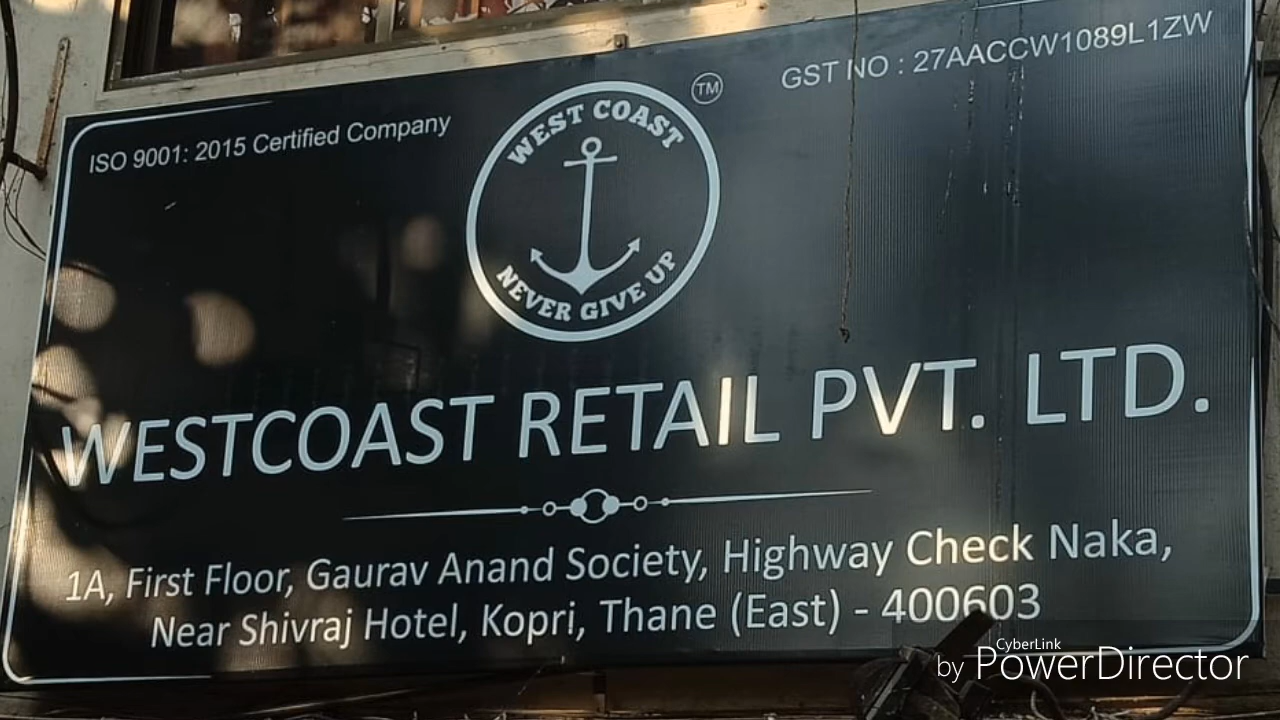 ISO 9001: 2015 Certified Company
WEST COAST
TM
NEVER GIVE UP
GST NO : 27AACCW1089L1ZW
WESTCOAST RETAIL PVT. LTD.
1A, First Floor, Gaurav Anand Society, Highway Check Naka,
Near Shivraj Hotel, Kopri, Thane (East) - 400603
CyberLink
by PowerDirector